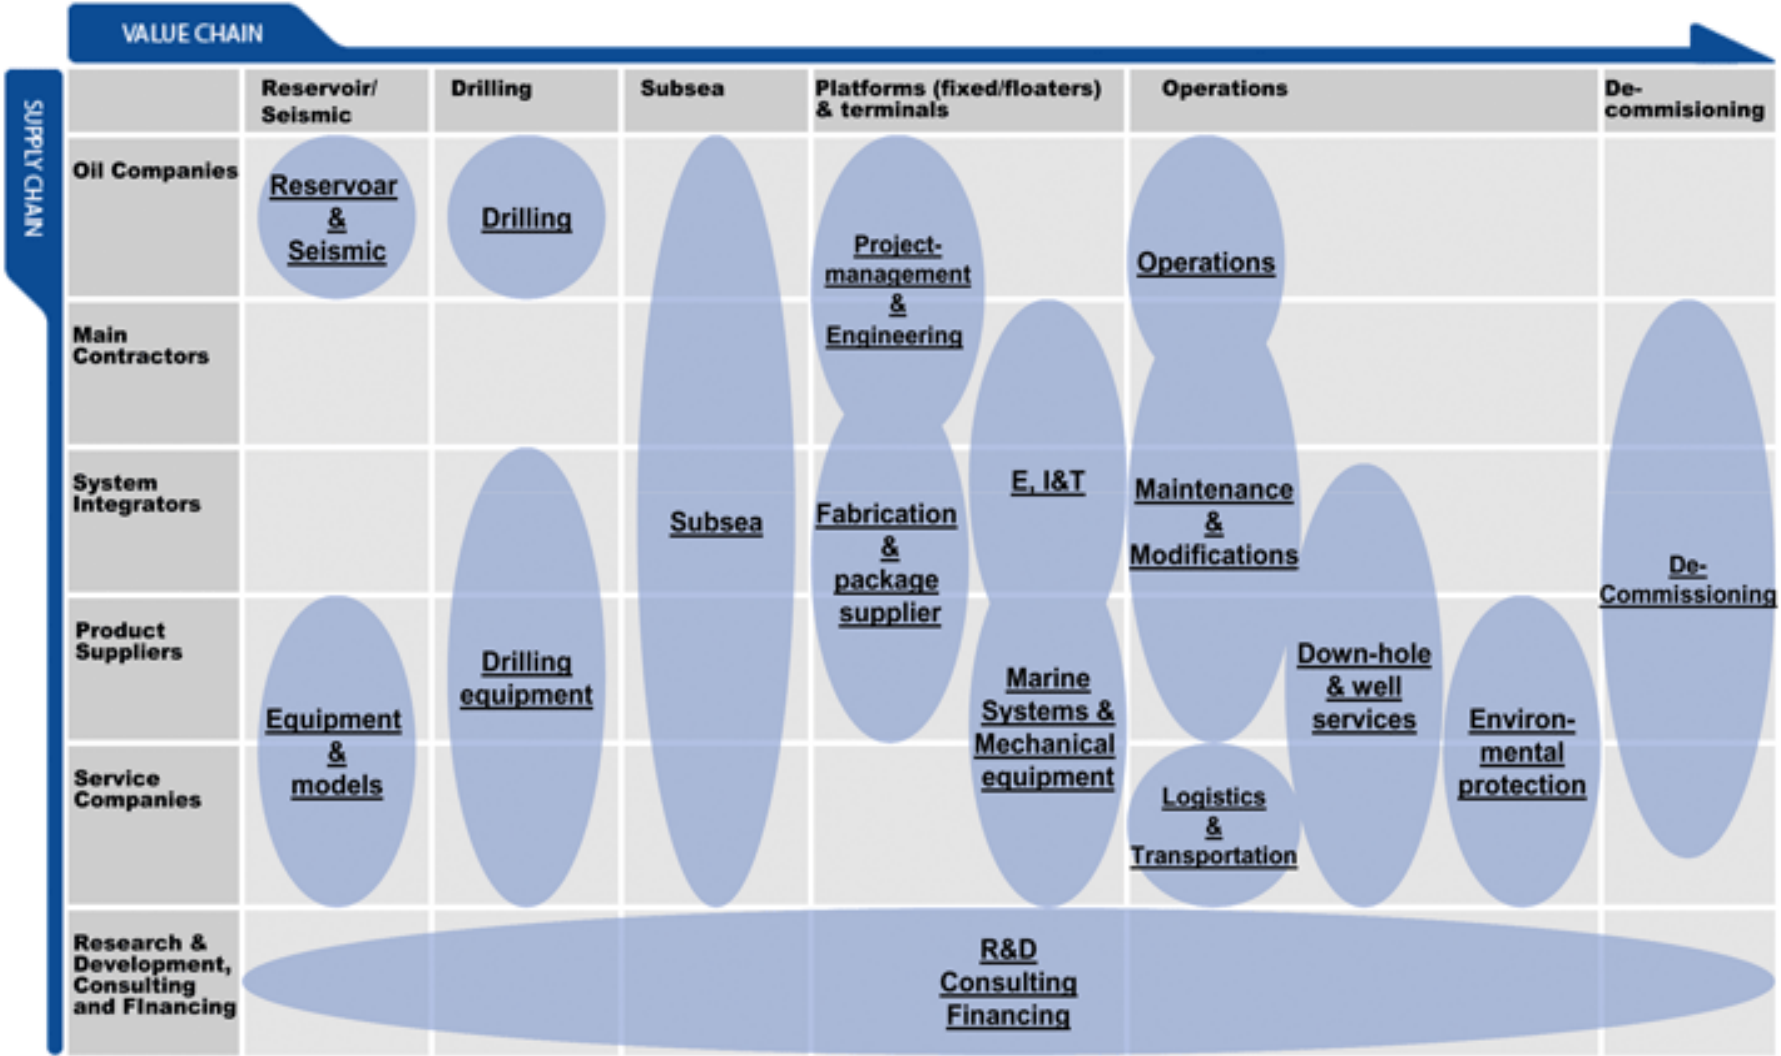 VALUE CHAIN
SUPPLY CHAIN
Reservoir/
Seismic
Drilling
Subsea
Platforms (fixed/floaters)
& terminals
Operations
De-
commisioning
Oil Companies
Main
Contractors
System
Integrators
Product
Suppliers
Service
Companies
Research &
Development,
Consulting
and FInancing
Reservoar
&
Seismic
Drilling
Project-
management
&
Engineering
Operations
Subsea
E, I&T
Fabrication
&
package
supplier
Maintenance
&
Modifications
De-
Commissioning
Equipment
&
models
Drilling
equipment
Marine
Systems &
Mechanical
equipment
Down-hole
& well
services
Environ-
mental
protection
Logistics
&
Transportation
R&D
Consulting
Financing